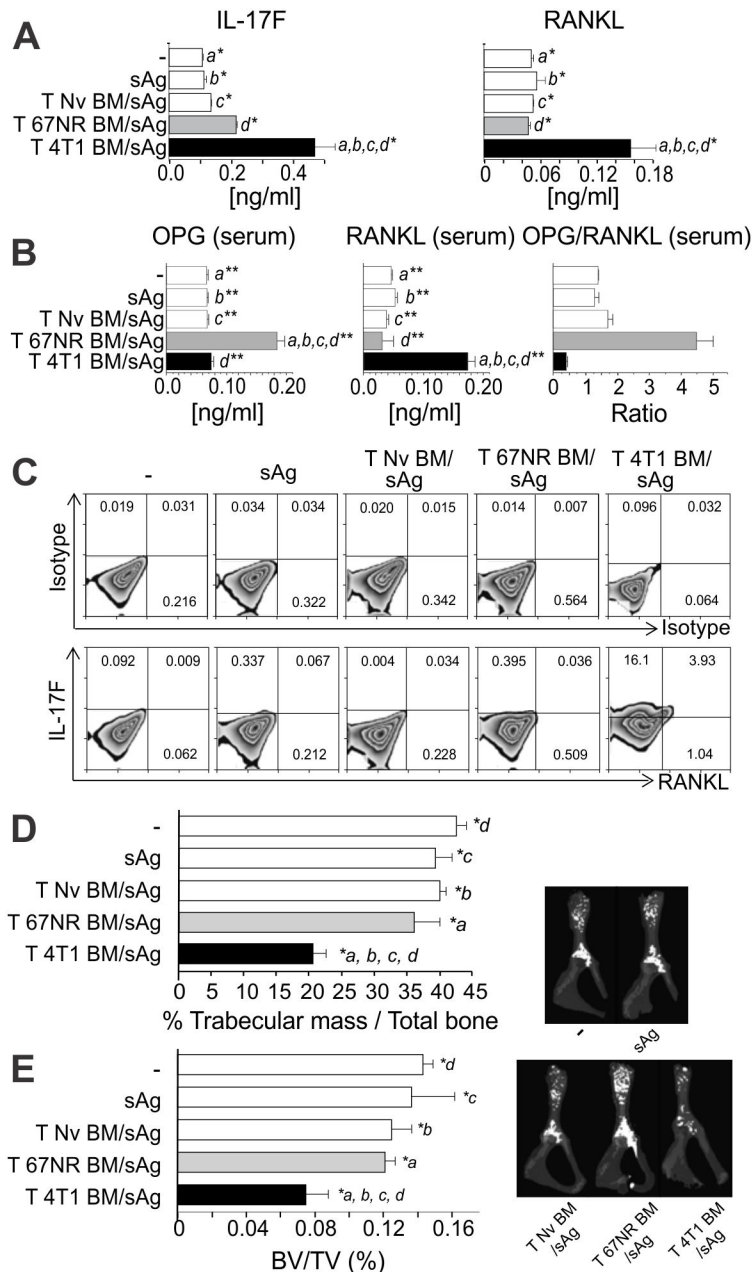 A
IL-17F
RANKL
-
a*
a*
sAg
b*
b*
T Nv BM/sAg
c*
c*
T 67NR BM/sAg
d*
d*
T 4T1 BM/sAg
a,b,c,d*
a,b,c,d*
0.0 0.2 0.4
0 0.06 0.12 0.18
[ng/ml]
[ng/ml]
B
OPG (serum)
RANKL (serum)
OPG/RANKL (serum)
-
a**
a**
sAg
b**
b**
T Nv BM/sAg
c**
c**
T 67NR BM/sAg
a,b,c,d**
d**
T 4T1 BM/sAg
d**
a,b,c,d**
0.00 0.10 0.20
0.00 0.10 0.20
0 1 2 3 4 5
[ng/ml]
[ng/ml]
Ratio
C
-
sAg
T Nv BM/
sAg
T 67NR BM/
sAg
T 4T1 BM/
sAg
Isotype
0.019 0.031
0.034 0.034
0.020 0.015
0.014 0.007
0.096 0.032
0.216
0.322
0.342
0.564
0.064
Isotype
IL-17F
0.092 0.009
0.337 0.067
0.004 0.034
0.395 0.036
16.1 3.93
0.062
0.212
0.228
0.509
1.04
RANKL
D
-
*d
sAg
*c
T Nv BM/sAg
*b
T 67NR BM/sAg
*a
T 4T1 BM/sAg
*a, b, c, d
0 5 10 15 20 25 30 35 40 45
% Trabecular mass / Total bone
-
sAg
E
-
*d
sAg
*c
T Nv BM/sAg
*b
T 67NR BM/sAg
*a
T 4T1 BM/sAg
*a, b, c, d
0 0.04 0.08 0.12 0.16
BV/TV (%)
T Nv BM
/sAg
T 67NR BM
/sAg
T 4T1 BM
/sAg